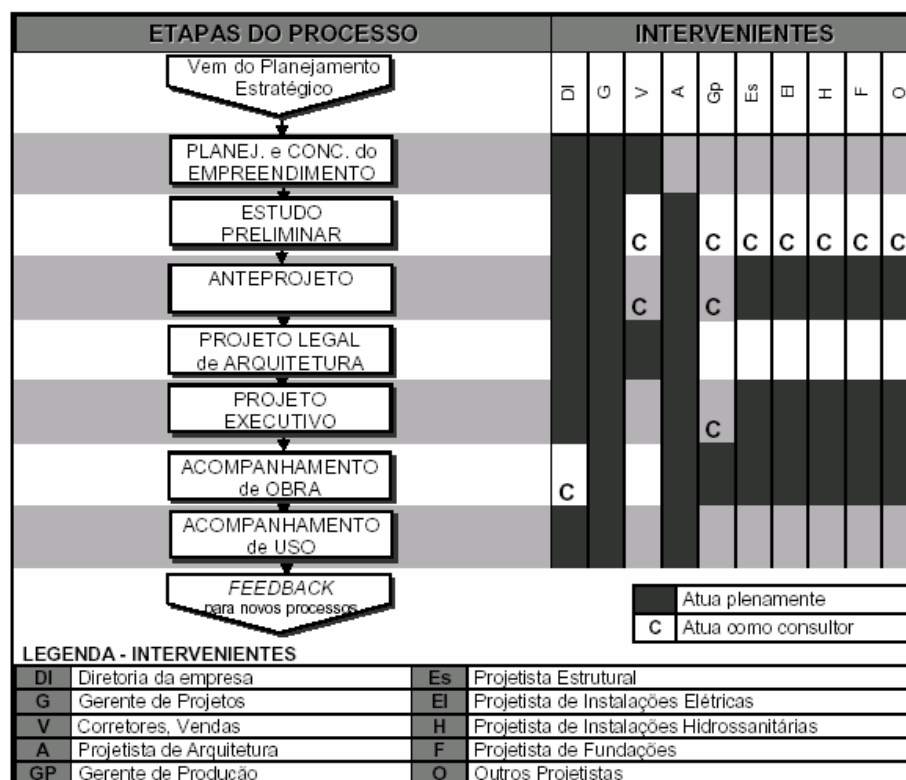 ETAPAS DO PROCESSO
INTERVENIENTES
Vem do Planejamento
Estratégico
DI G V A Gp Es El H F O
PLANEJ. e CONC. do
EMPREENDIMENTO
ESTUDO
PRELIMINAR
C C C C C C C
ANTEPROJETO
C C
PROJETO LEGAL
de ARQUITETURA
PROJETO
EXECUTIVO
C
ACOMPANHAMENTO
de OBRA
C
ACOMPANHAMENTO
de USO
FEEDBACK
para novos processos
Atua plenamente
C Atua como consultor
LEGENDA - INTERVENIENTES
DI Diretoria da empresa Es Projetista Estrutural
G Gerente de Projetos El Projetista de Instalações Elétricas
V Corretores, Vendas H Projetista de Instalações Hidrossanitárias
A Projetista de Arquitetura F Projetista de Fundações
GP Gerente de Produção O Outros Projetistas